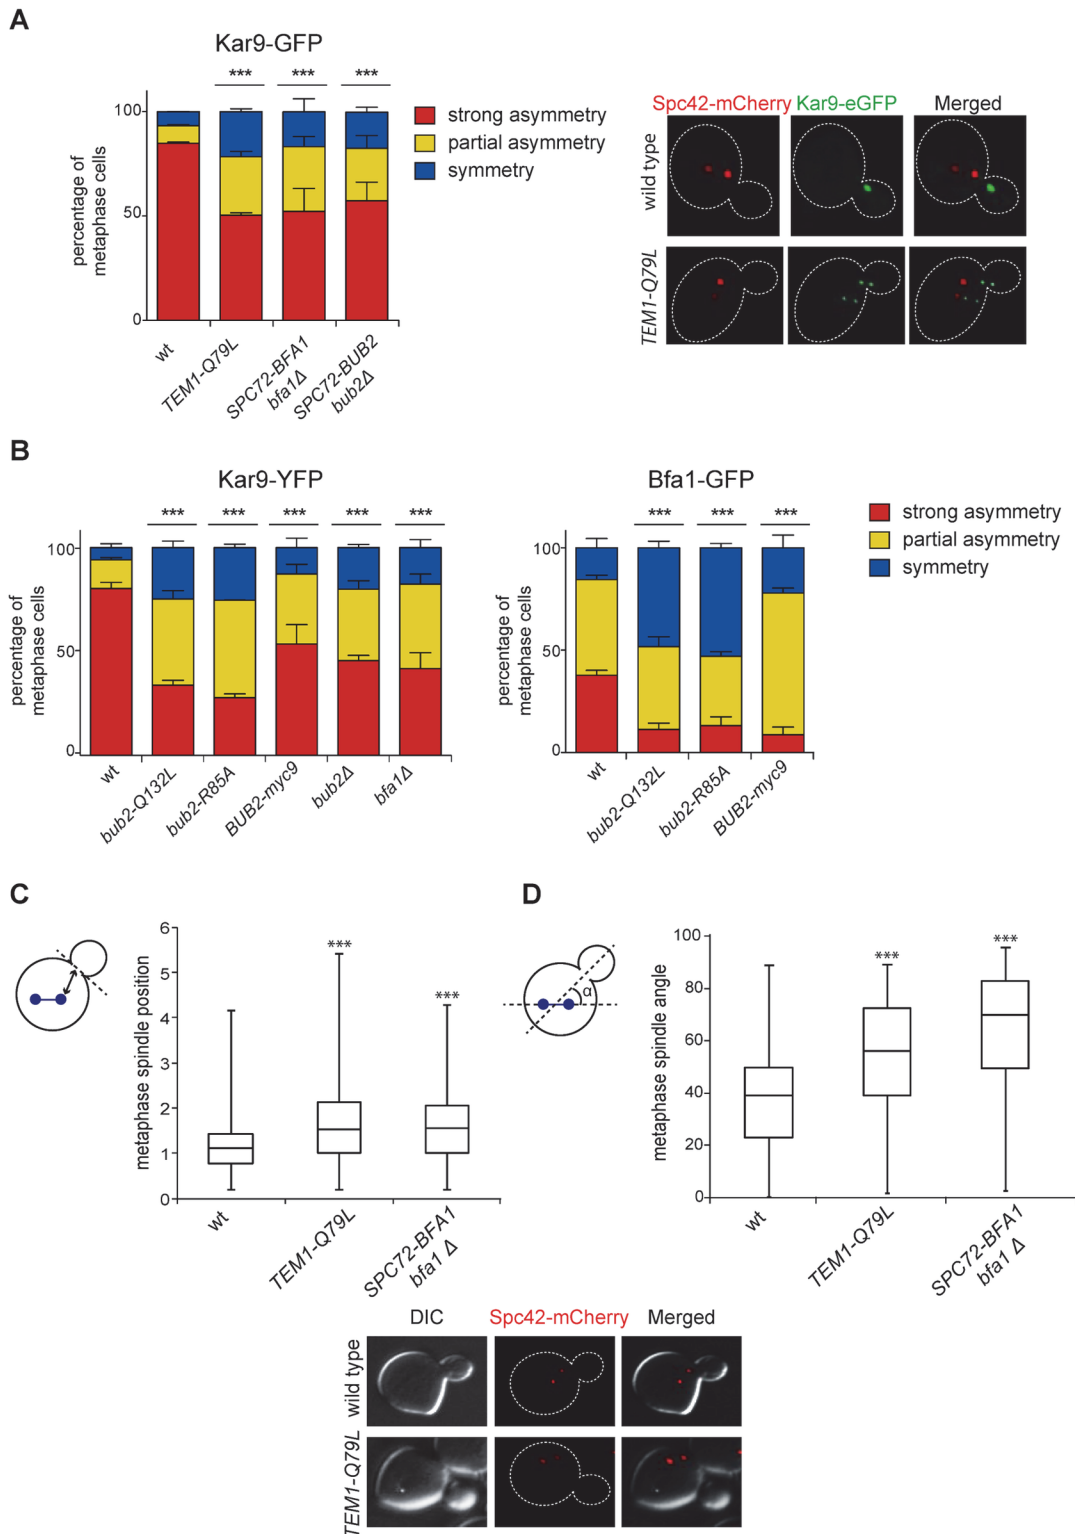 A
Kar9-GFP
*** *** ***
100
50
0
percentage of
metaphase cells
wt
TEM1-Q79L
SPC72-BFA1
bfa1Δ
SPC72-BUB2
bub2Δ
strong asymmetry
partial asymmetry
symmetry
Spc42-mCherry Kar9-eGFP Merged
wild type
TEM1-Q79L
B
Kar9-YFP
*** *** *** *** ***
100
50
0
percentage of
metaphase cells
wt
bub2-Q132L
bub2-R85A
BUB2-myc9
bub2Δ
bfa1Δ
Bfa1-GFP
*** *** ***
100
50
0
percentage of
metaphase cells
wt
bub2-Q132L
bub2-R85A
BUB2-myc9
strong asymmetry
partial asymmetry
symmetry
C
6
5
4
3
2
1
0
metaphase spindle position
***
***
wt
TEM1-Q79L
SPC72-BFA1
bfa1 Δ
D
α
100
80
60
40
20
0
metaphase spindle angle
***
***
wt
TEM1-Q79L
SPC72-BFA1
bfa1 Δ
DIC Spc42-mCherry Merged
wild type
TEM1-Q79L